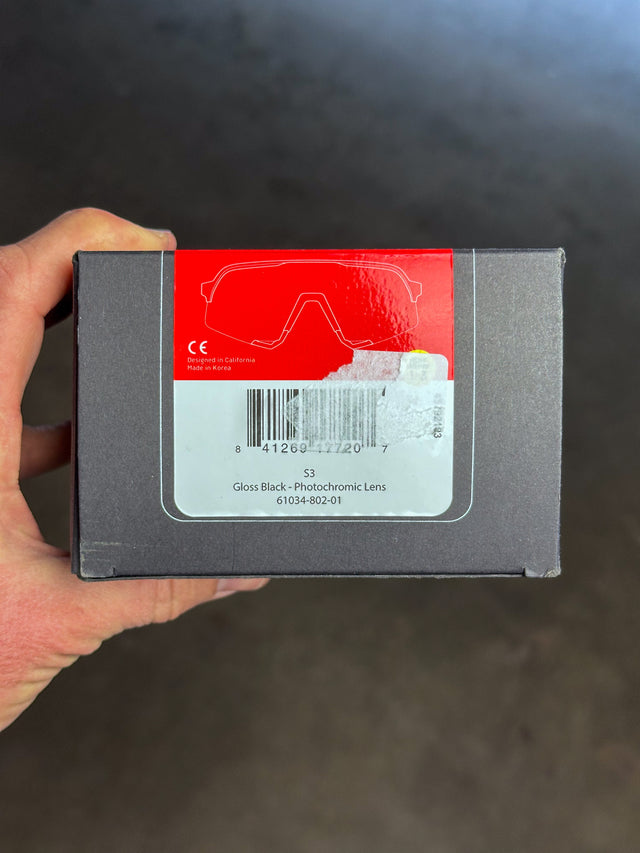 CE
Designed in California
Made in Korea
8 41269 17720 7
S3
Gloss Black - Photochromic Lens
61034-802-01